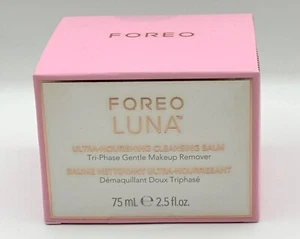 FOREO
FOREO
LUNA™
ULTRA-NOURISHING CLEANSING BALM
Tri-Phase Gentle Makeup Remover
BAUME NETTOYANT ULTRA-NOURRISSANT
Démaquillant Doux Triphasé
75 mL ℮ 2.5 fl.oz.